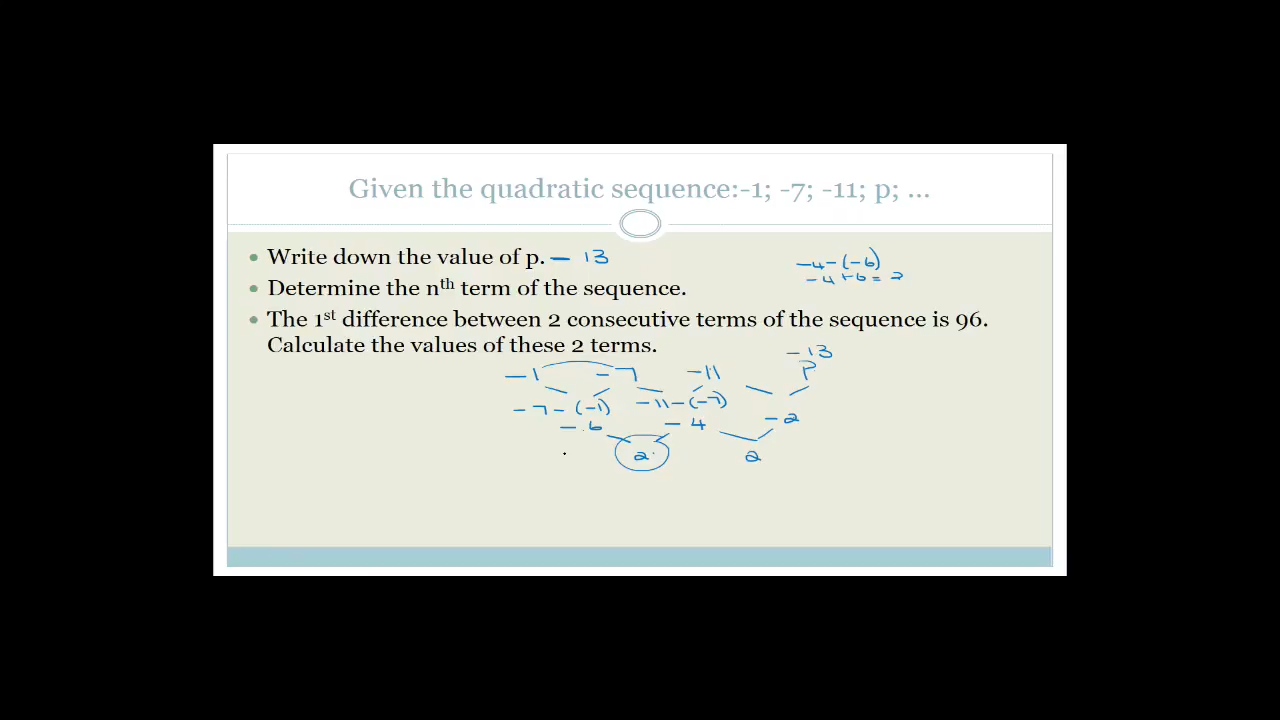 Given the quadratic sequence:-1; -7; -11; p; ...
Write down the value of p. - 13
-4-(-6)
-4+6=2
Determine the nth term of the sequence.
The 1st difference between 2 consecutive terms of the sequence is 96.
Calculate the values of these 2 terms.
-13
-1 -7 -11 P
-7-(-1) -11-(-7)
-6 -4 -2
2 2